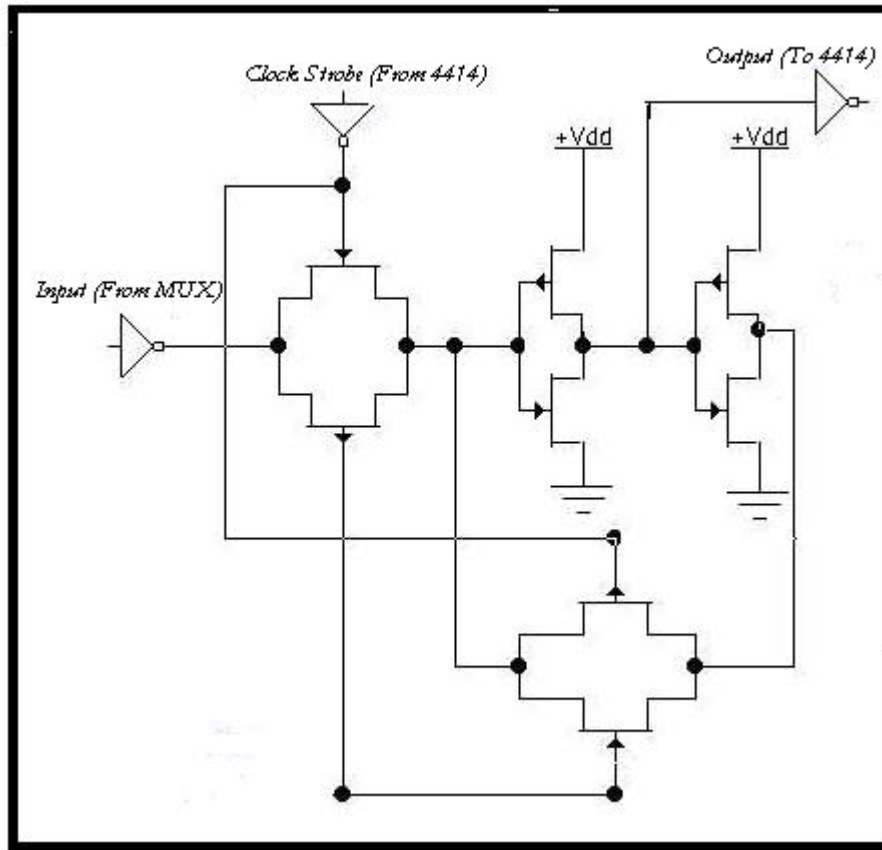 Output (To 4414)
Clock Strobe (From 4414)
+Vdd +Vdd
Input (From MUX)